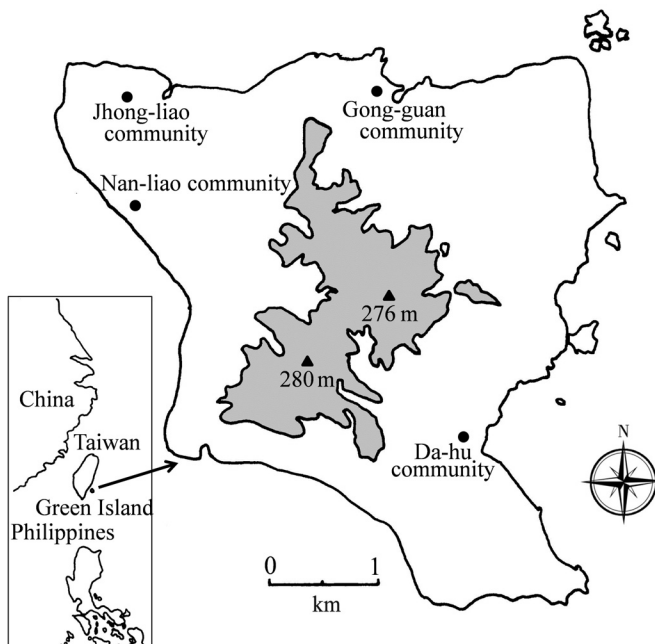 Jhong-liao
community
Gong-guan
community
Nan-liao community
276 m
280 m
China
Taiwan
Da-hu
community
N
Green Island
Philippines
0 1
km